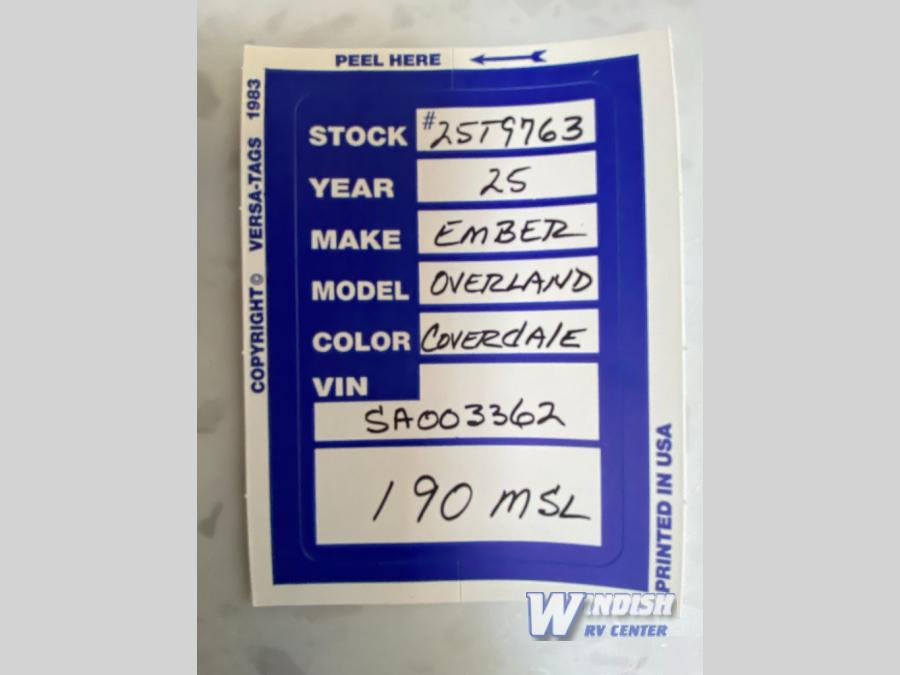 PEEL HERE
COPYRIGHT © VERSA-TAGS 1983
STOCK #25T9763
YEAR 25
MAKE EMBER
MODEL OVERLAND
COLOR COVERdALE
VIN
SA003362
190 MSL
PRINTED IN USA
WINDISH
RV CENTER